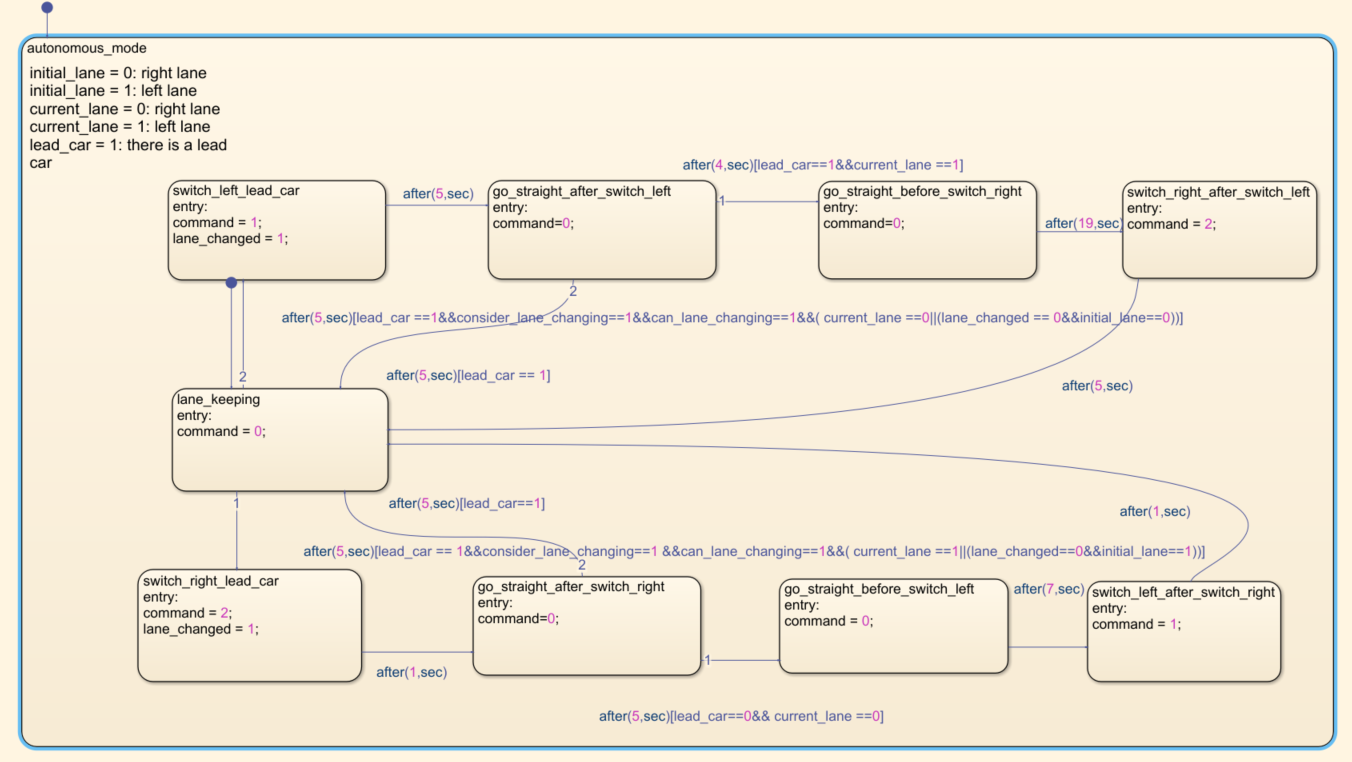 autonomous_mode
initial_lane = 0: right lane
initial_lane = 1: left lane
current_lane = 0: right lane
current_lane = 1: left lane
lead_car = 1: there is a lead
car
after(4,sec)[lead_car==1&&current_lane ==1]
switch_left_lead_car
entry:
command = 1;
lane_changed = 1;
after(5,sec)
go_straight_after_switch_left
entry:
command=0;
1
go_straight_before_switch_right
entry:
command=0;
after(19,sec)
switch_right_after_switch_left
entry:
command = 2;
2
after(5,sec)[lead_car ==1&&consider_lane_changing==1&&can_lane_changing==1&&( current_lane ==0||(lane_changed == 0&&initial_lane==0))]
2
after(5,sec)[lead_car == 1]
after(5,sec)
lane_keeping
entry:
command = 0;
1
after(5,sec)[lead_car==1]
after(1,sec)
after(5,sec)[lead_car == 1&&consider_lane_changing==1 &&can_lane_changing==1&&( current_lane ==1||(lane_changed==0&&initial_lane==1))]
2
switch_right_lead_car
entry:
command = 2;
lane_changed = 1;
after(1,sec)
go_straight_after_switch_right
entry:
command=0;
1
go_straight_before_switch_left
entry:
command = 0;
after(7,sec)
switch_left_after_switch_right
entry:
command = 1;
after(5,sec)[lead_car==0&& current_lane ==0]